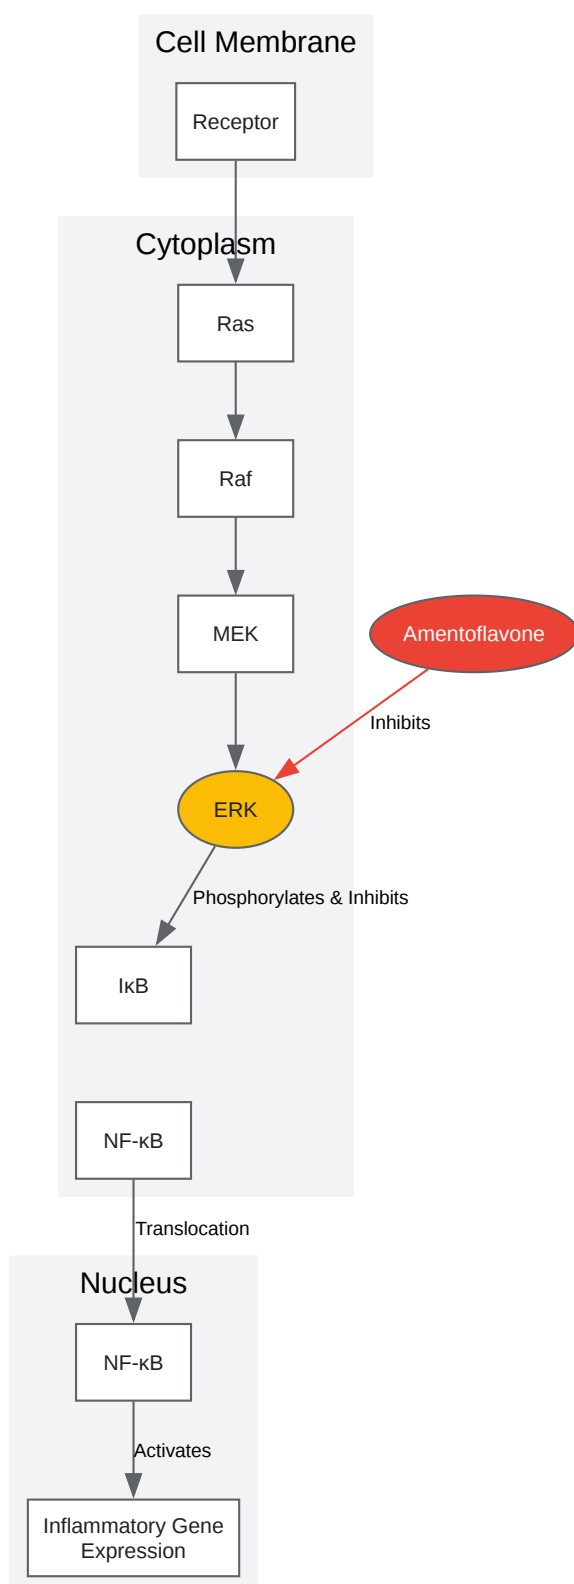 Cell Membrane
Receptor
Cytoplasm
Ras
Raf
MEK
Amentoflavone
Inhibits
ERK
Phosphorylates & Inhibits
IκB
NF-κB
Translocation
Nucleus
NF-κB
Activates
Inflammatory Gene
Expression